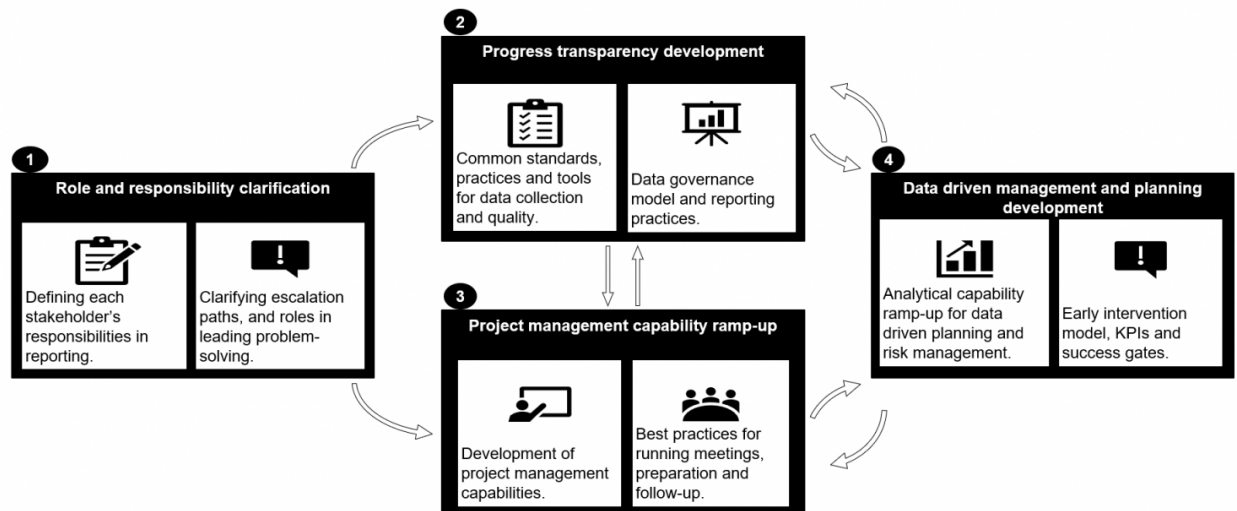 1
Role and responsibility clarification
Defining each
stakeholder's
responsibilities in
reporting.
Clarifying escalation
paths, and roles in
leading problem-
solving.
2
Progress transparency development
Common standards,
practices and tools
for data collection
and quality.
Data governance
model and reporting
practices.
3
Project management capability ramp-up
Development of
project management
capabilities.
Best practices for
running meetings,
preparation and
follow-up.
4
Data driven management and planning
development
Analytical capability
ramp-up for data
driven planning and
risk management.
Early intervention
model, KPIs and
success gates.